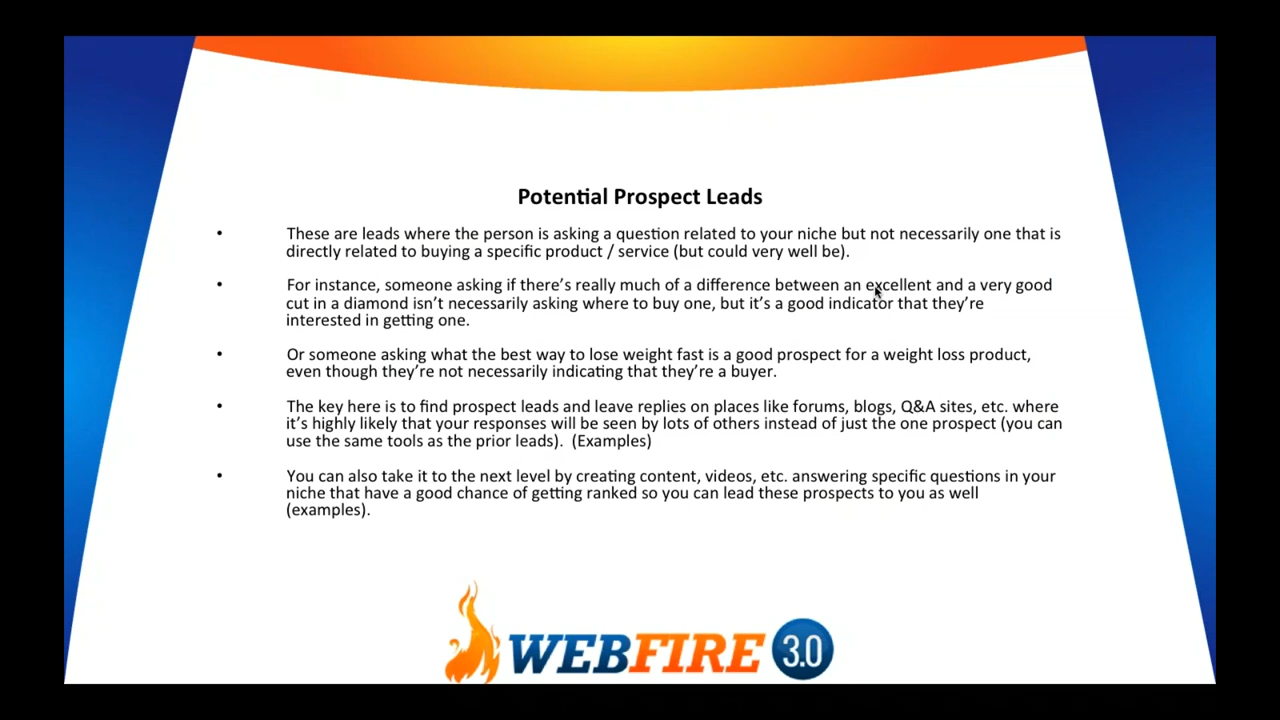 Potential Prospect Leads
• These are leads where the person is asking a question related to your niche but not necessarily one that is
directly related to buying a specific product / service (but could very well be).
• For instance, someone asking if there’s really much of a difference between an excellent and a very good
cut in a diamond isn’t necessarily asking where to buy one, but it’s a good indicator that they’re
interested in getting one.
• Or someone asking what the best way to lose weight fast is a good prospect for a weight loss product,
even though they’re not necessarily indicating that they’re a buyer.
• The key here is to find prospect leads and leave replies on places like forums, blogs, Q&A sites, etc. where
it’s highly likely that your responses will be seen by lots of others instead of just the one prospect (you can
use the same tools as the prior leads). (Examples)
• You can also take it to the next level by creating content, videos, etc. answering specific questions in your
niche that have a good chance of getting ranked so you can lead these prospects to you as well
(examples).
WEBFIRE 3.0